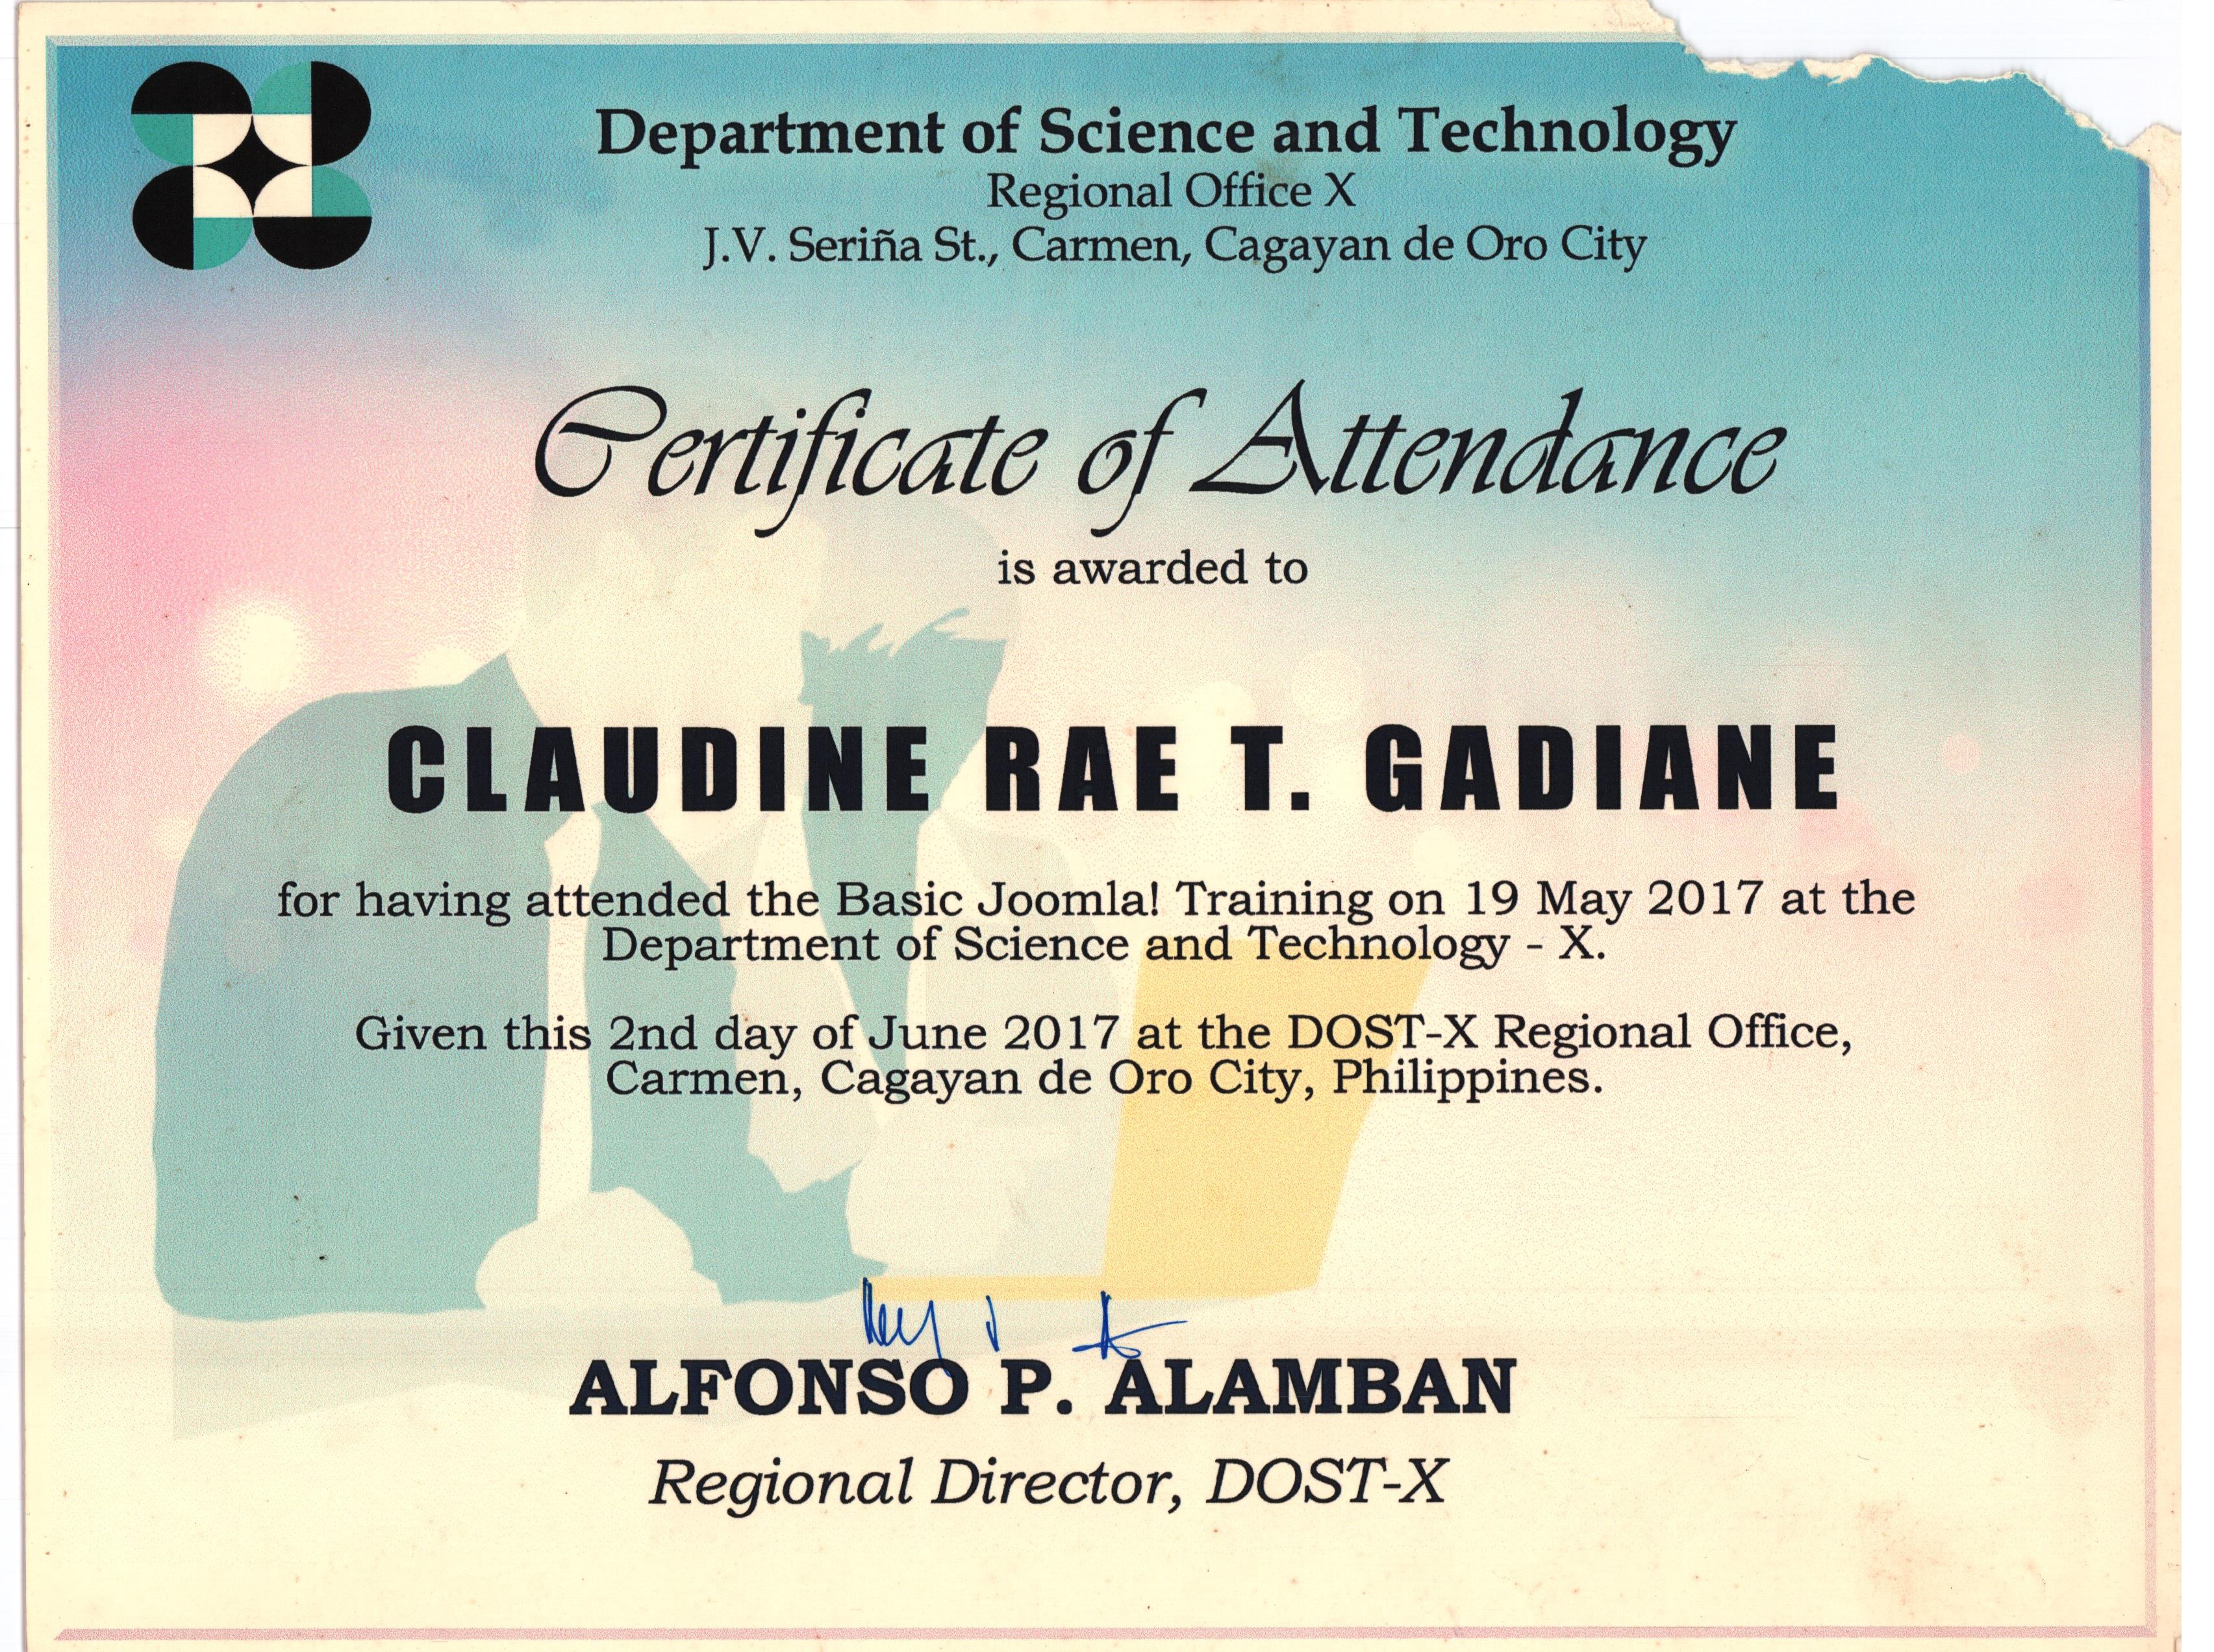 Department of Science and Technology
Regional Office X
J.V. Seriña St., Carmen, Cagayan de Oro City
Certificate of Attendance
is awarded to
CLAUDINE RAE T. GADIANE
for having attended the Basic Joomla! Training on 19 May 2017 at the
Department of Science and Technology - X.
Given this 2nd day of June 2017 at the DOST-X Regional Office,
Carmen, Cagayan de Oro City, Philippines.
ALFONSO P. ALAMBAN
Regional Director, DOST-X